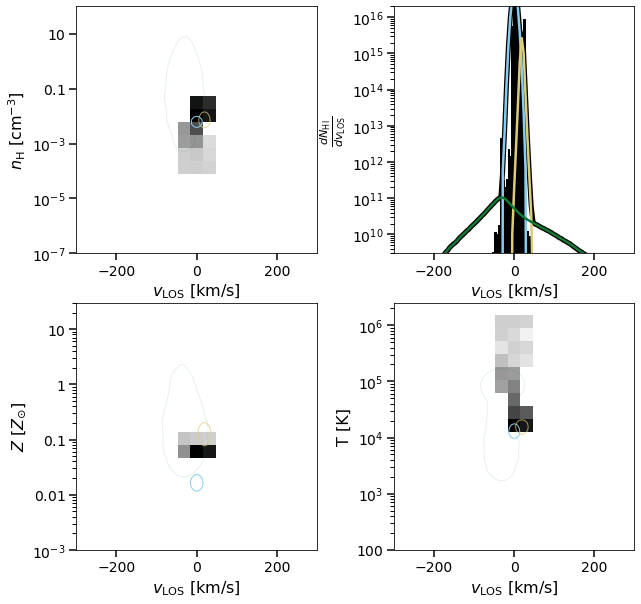 10
0.1
10⁻³
10⁻⁵
10⁻⁷
n_H [cm⁻³]
−200 0 200
v_LOS [km/s]
10¹⁶
10¹⁵
10¹⁴
10¹³
10¹²
10¹¹
10¹⁰
dN_HI
dv_LOS
−200 0 200
v_LOS [km/s]
10
1
0.1
0.01
10⁻³
Z [Z⊙]
−200 0 200
v_LOS [km/s]
10⁶
10⁵
10⁴
10³
100
T [K]
−200 0 200
v_LOS [km/s]